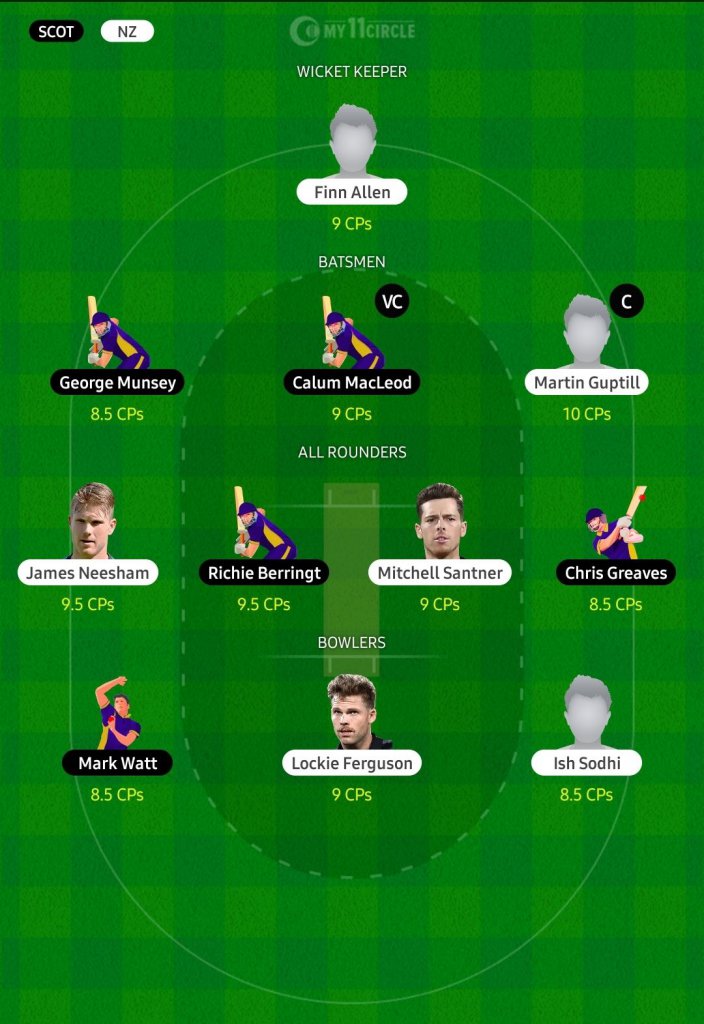 SCOT NZ MY11CIRCLE
WICKET KEEPER
Finn Allen
9 CPs
BATSMEN
VC C
George Munsey Calum MacLeod Martin Guptill
8.5 CPs 9 CPs 10 CPs
ALL ROUNDERS
James Neesham Richie Berringt Mitchell Santner Chris Greaves
9.5 CPs 9.5 CPs 9 CPs 8.5 CPs
BOWLERS
Mark Watt Lockie Ferguson Ish Sodhi
8.5 CPs 9 CPs 8.5 CPs